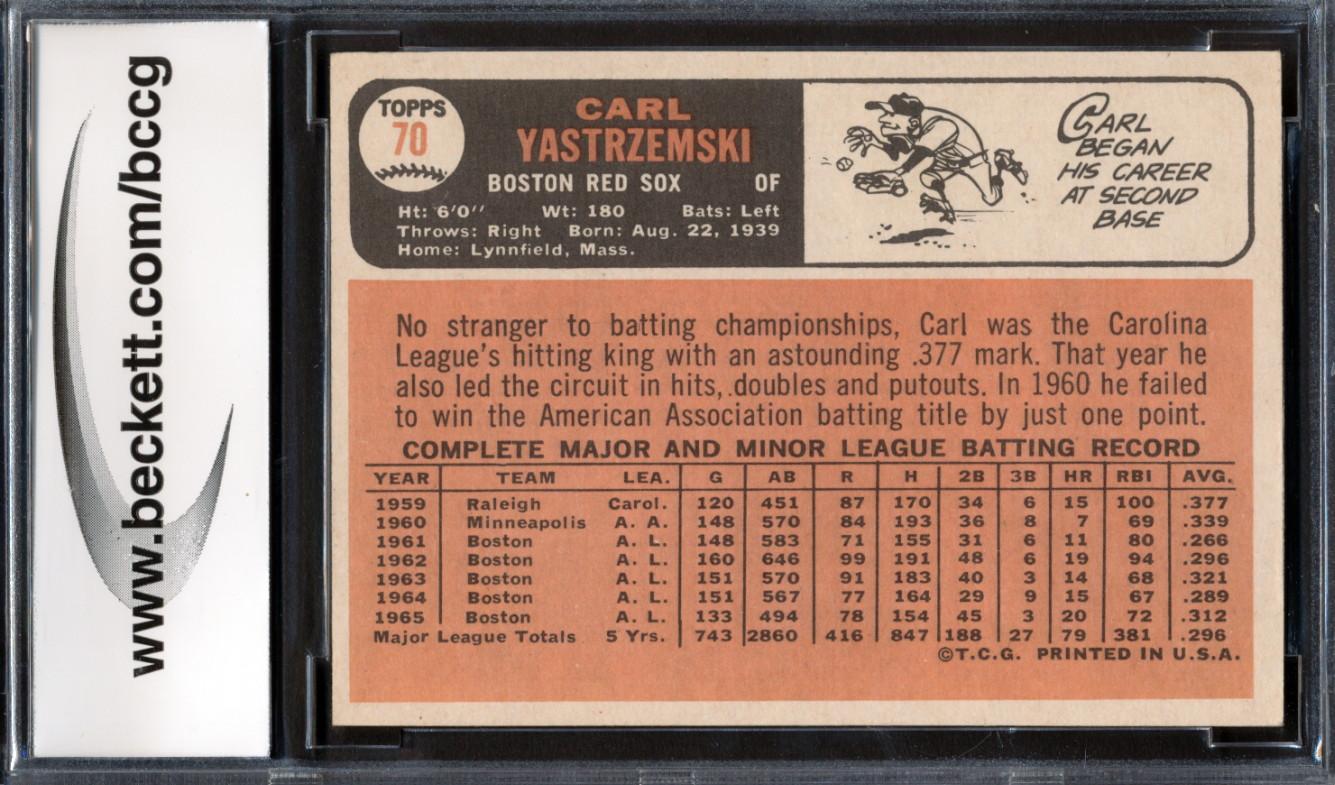 www.beckett.com/bccg
TOPPS
70
CARL
YASTRZEMSKI
BOSTON RED SOX OF
Ht: 6'0'' Wt: 180 Bats: Left
Throws: Right Born: Aug. 22, 1939
Home: Lynnfield, Mass.
CARL
BEGAN
HIS CAREER
AT SECOND
BASE
No stranger to batting championships, Carl was the Carolina
League's hitting king with an astounding .377 mark. That year he
also led the circuit in hits, doubles and putouts. In 1960 he failed
to win the American Association batting title by just one point.
COMPLETE MAJOR AND MINOR LEAGUE BATTING RECORD
YEAR TEAM LEA. G AB R H 2B 3B HR RBI AVG.
1959 Raleigh Carol. 120 451 87 170 34 6 15 100 .377
1960 Minneapolis A. A. 148 570 84 193 36 8 7 69 .339
1961 Boston A. L. 148 583 71 155 31 6 11 80 .266
1962 Boston A. L. 160 646 99 191 48 6 19 94 .296
1963 Boston A. L. 151 570 91 183 40 3 14 68 .321
1964 Boston A. L. 151 567 77 164 29 9 15 67 .289
1965 Boston A. L. 133 494 78 154 45 3 20 72 .312
Major League Totals 5 Yrs. 743 2860 416 847 188 27 79 381 .296
©T.C.G. PRINTED IN U.S.A.